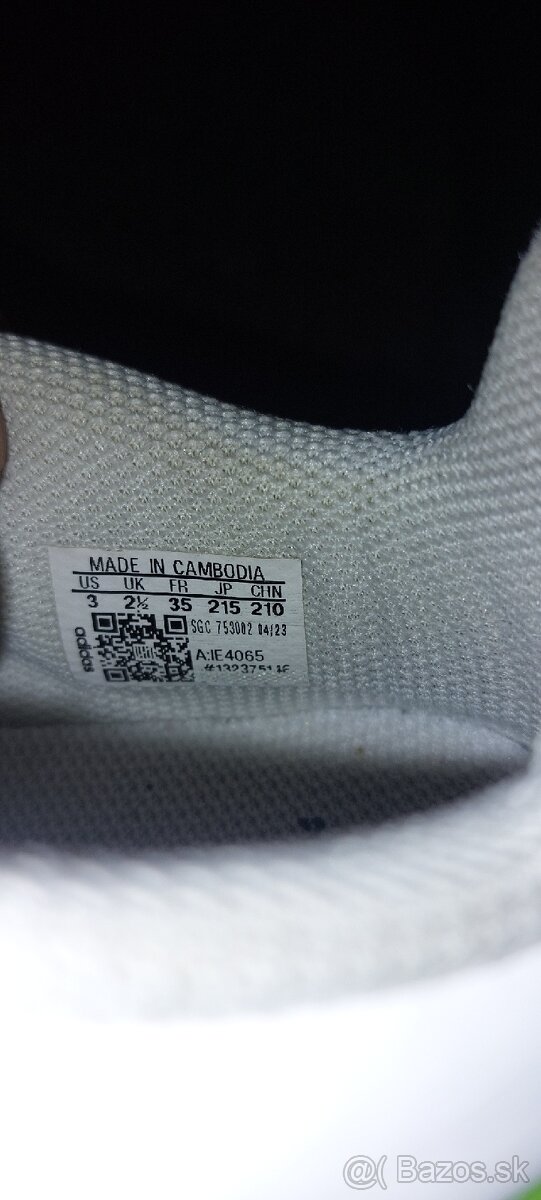 MADE IN CAMBODIA
US UK FR JP CHN
3 2½ 35 215 210
adidas
SGC 753002 04/23
A:IE4065
@( Bazos.sk